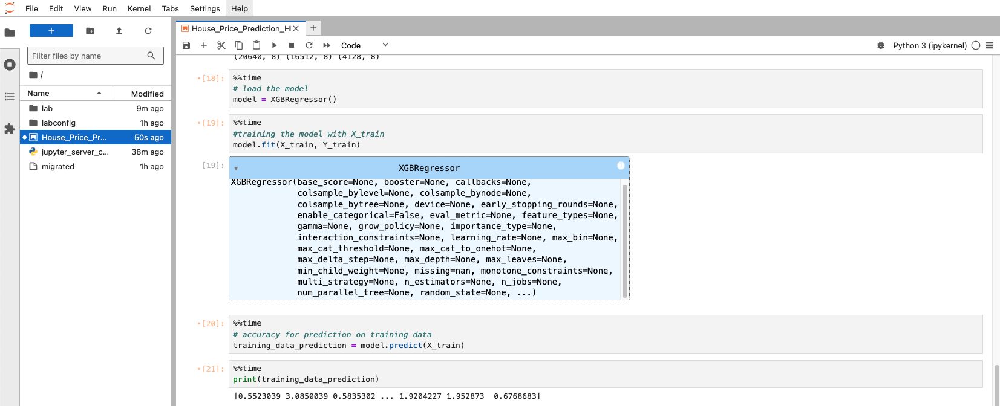 File Edit View Run Kernel Tabs Settings Help
+
Filter files by name
/
Name Modified
lab 9m ago
labconfig 1h ago
House_Price_Pr... 50s ago
jupyter_server_c... 38m ago
migrated 1h ago
House_Price_Prediction_H
Code
Python 3 (ipykernel)
(20640, 8) (16512, 8) (4128, 8)
[18]:
%%time
# load the model
model = XGBRegressor()
[19]:
%%time
#training the model with X_train
model.fit(X_train, Y_train)
[19]:
XGBRegressor
XGBRegressor(base_score=None, booster=None, callbacks=None,
colsample_bylevel=None, colsample_bynode=None,
colsample_bytree=None, device=None, early_stopping_rounds=None,
enable_categorical=False, eval_metric=None, feature_types=None,
gamma=None, grow_policy=None, importance_type=None,
interaction_constraints=None, learning_rate=None, max_bin=None,
max_cat_threshold=None, max_cat_to_onehot=None,
max_delta_step=None, max_depth=None, max_leaves=None,
min_child_weight=None, missing=nan, monotone_constraints=None,
multi_strategy=None, n_estimators=None, n_jobs=None,
num_parallel_tree=None, random_state=None, ...)
[20]:
%%time
# accuracy for prediction on training data
training_data_prediction = model.predict(X_train)
[21]:
%%time
print(training_data_prediction)
[0.5523039 3.0850039 0.5835302 ... 1.9204227 1.952873 0.6768683]